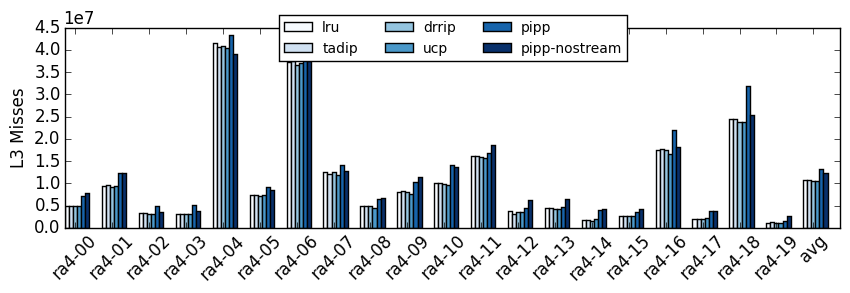 1e7
lru
drrip
pipp
tadip
ucp
pipp-nostream
L3 Misses
4.5
4.0
3.5
3.0
2.5
2.0
1.5
1.0
0.5
0.0
ra4-00
ra4-01
ra4-02
ra4-03
ra4-04
ra4-05
ra4-06
ra4-07
ra4-08
ra4-09
ra4-10
ra4-11
ra4-12
ra4-13
ra4-14
ra4-15
ra4-16
ra4-17
ra4-18
ra4-19
avg